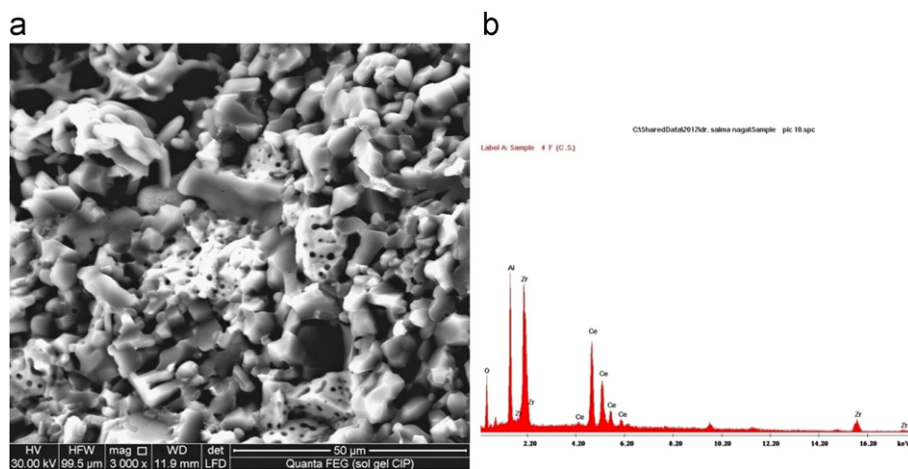 a
b
HV HFW mag □ WD det
30.00 kV 99.5 µm 3 000 x 11.9 mm LFD
50 µm
Quanta FEG (sol gel CIP)
C:\SharedData\2012\dr. salma naga\Sample pic 10.spc
Label A: Sample 4 F (C .S.)
Al
Zr
Ce
O
Ce
Zr
Zr
Ce
Ce
Ce
Zr
Zr
2.20 4.20 6.20 8.20 10.20 12.20 14.20 16.20 keV